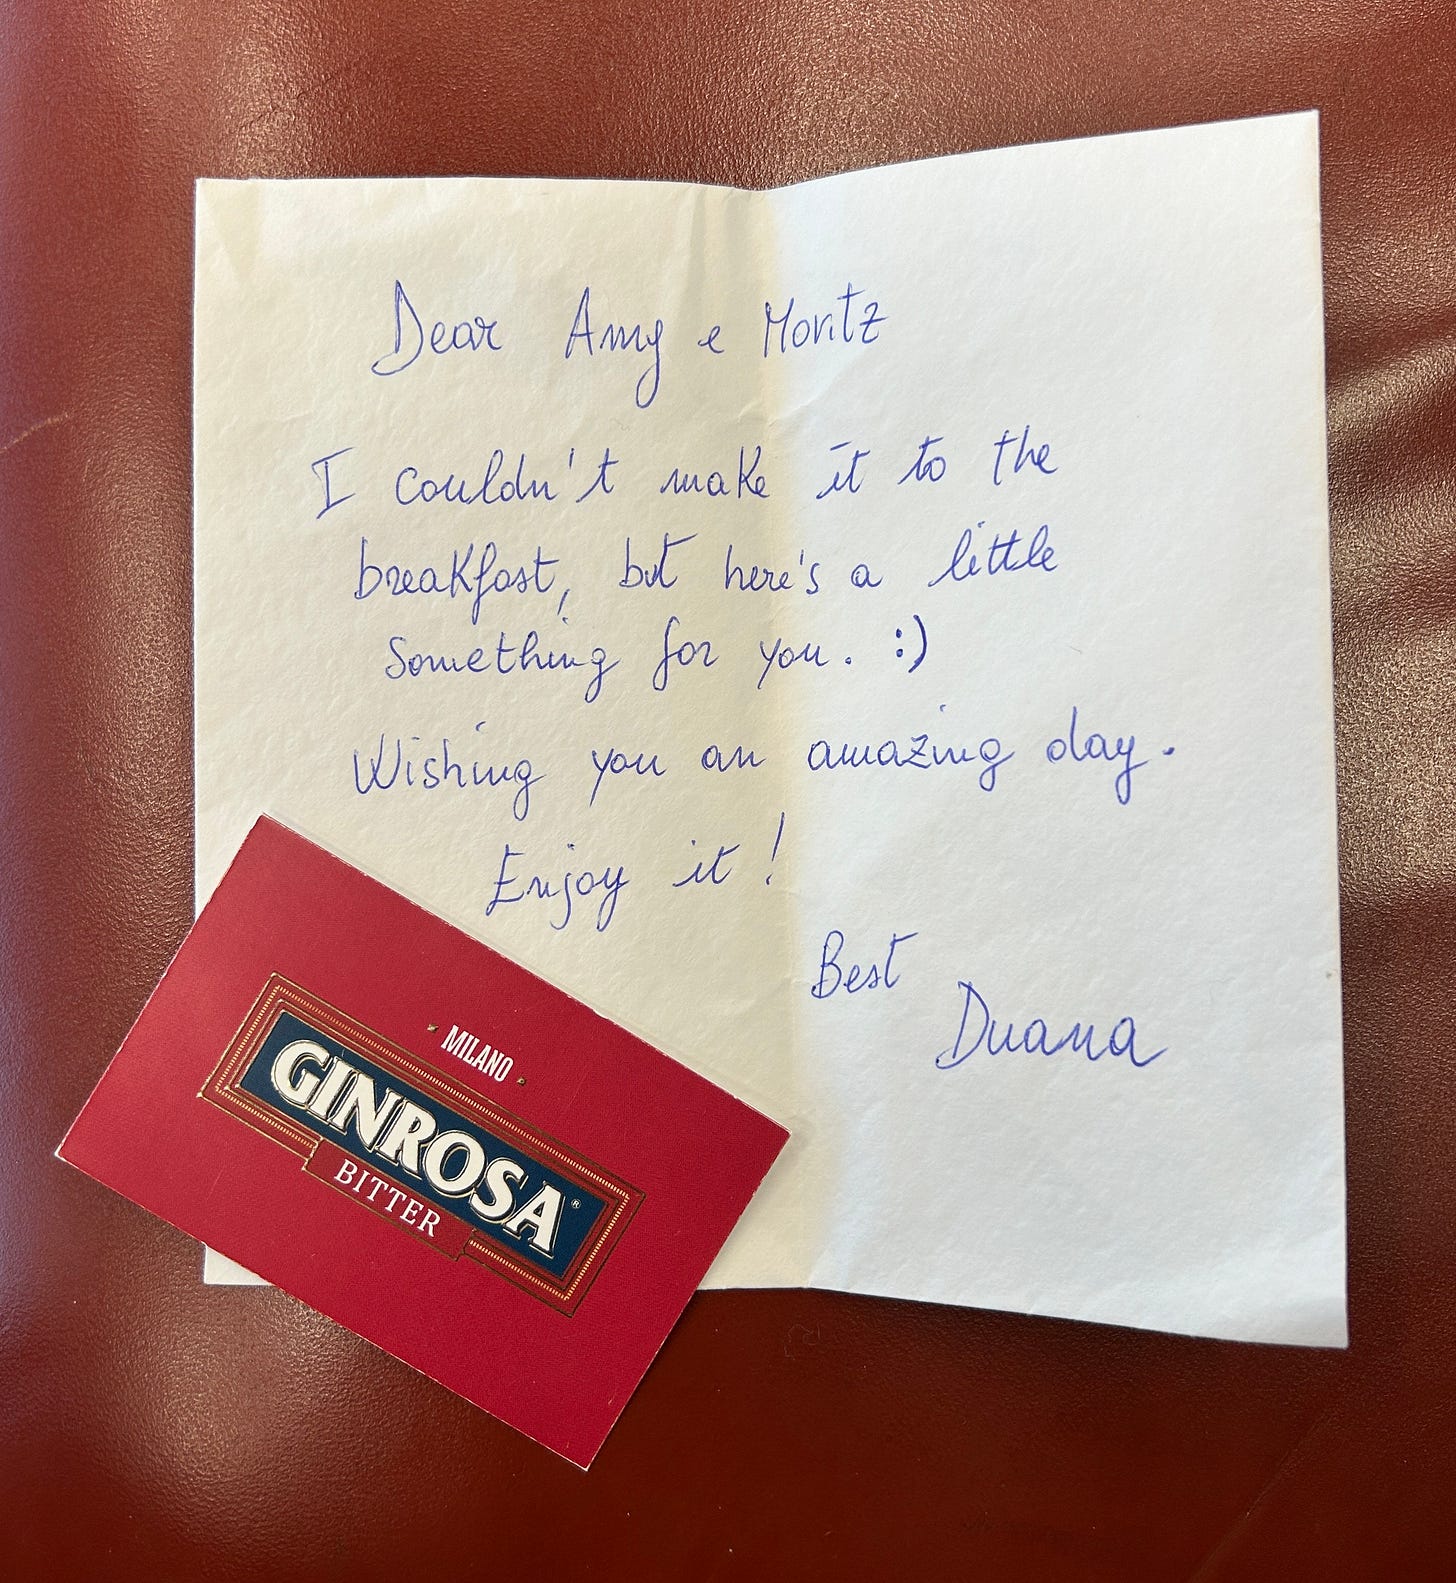 Dear Amy e Moritz
I couldn't make it to the
breakfast, but here's a little
something for you. :)
Wishing you an amazing day.
Enjoy it!
Best
Duana
MILANO
GINROSA®
BITTER